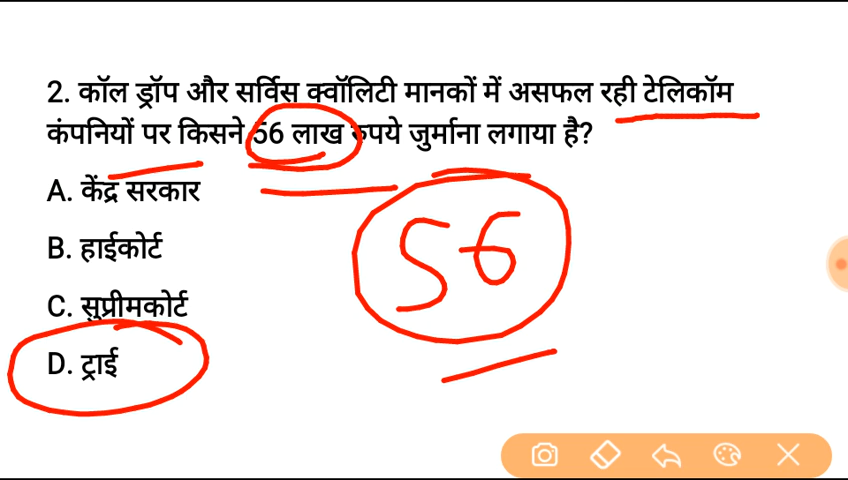 2. कॉल ड्रॉप और सर्विस क्वॉलिटी मानकों में असफल रही टेलिकॉम
कंपनियों पर किसने 56 लाख रुपये जुर्माना लगाया है?
A. केंद्र सरकार
B. हाईकोर्ट
56
C. सुप्रीमकोर्ट
D. ट्राई